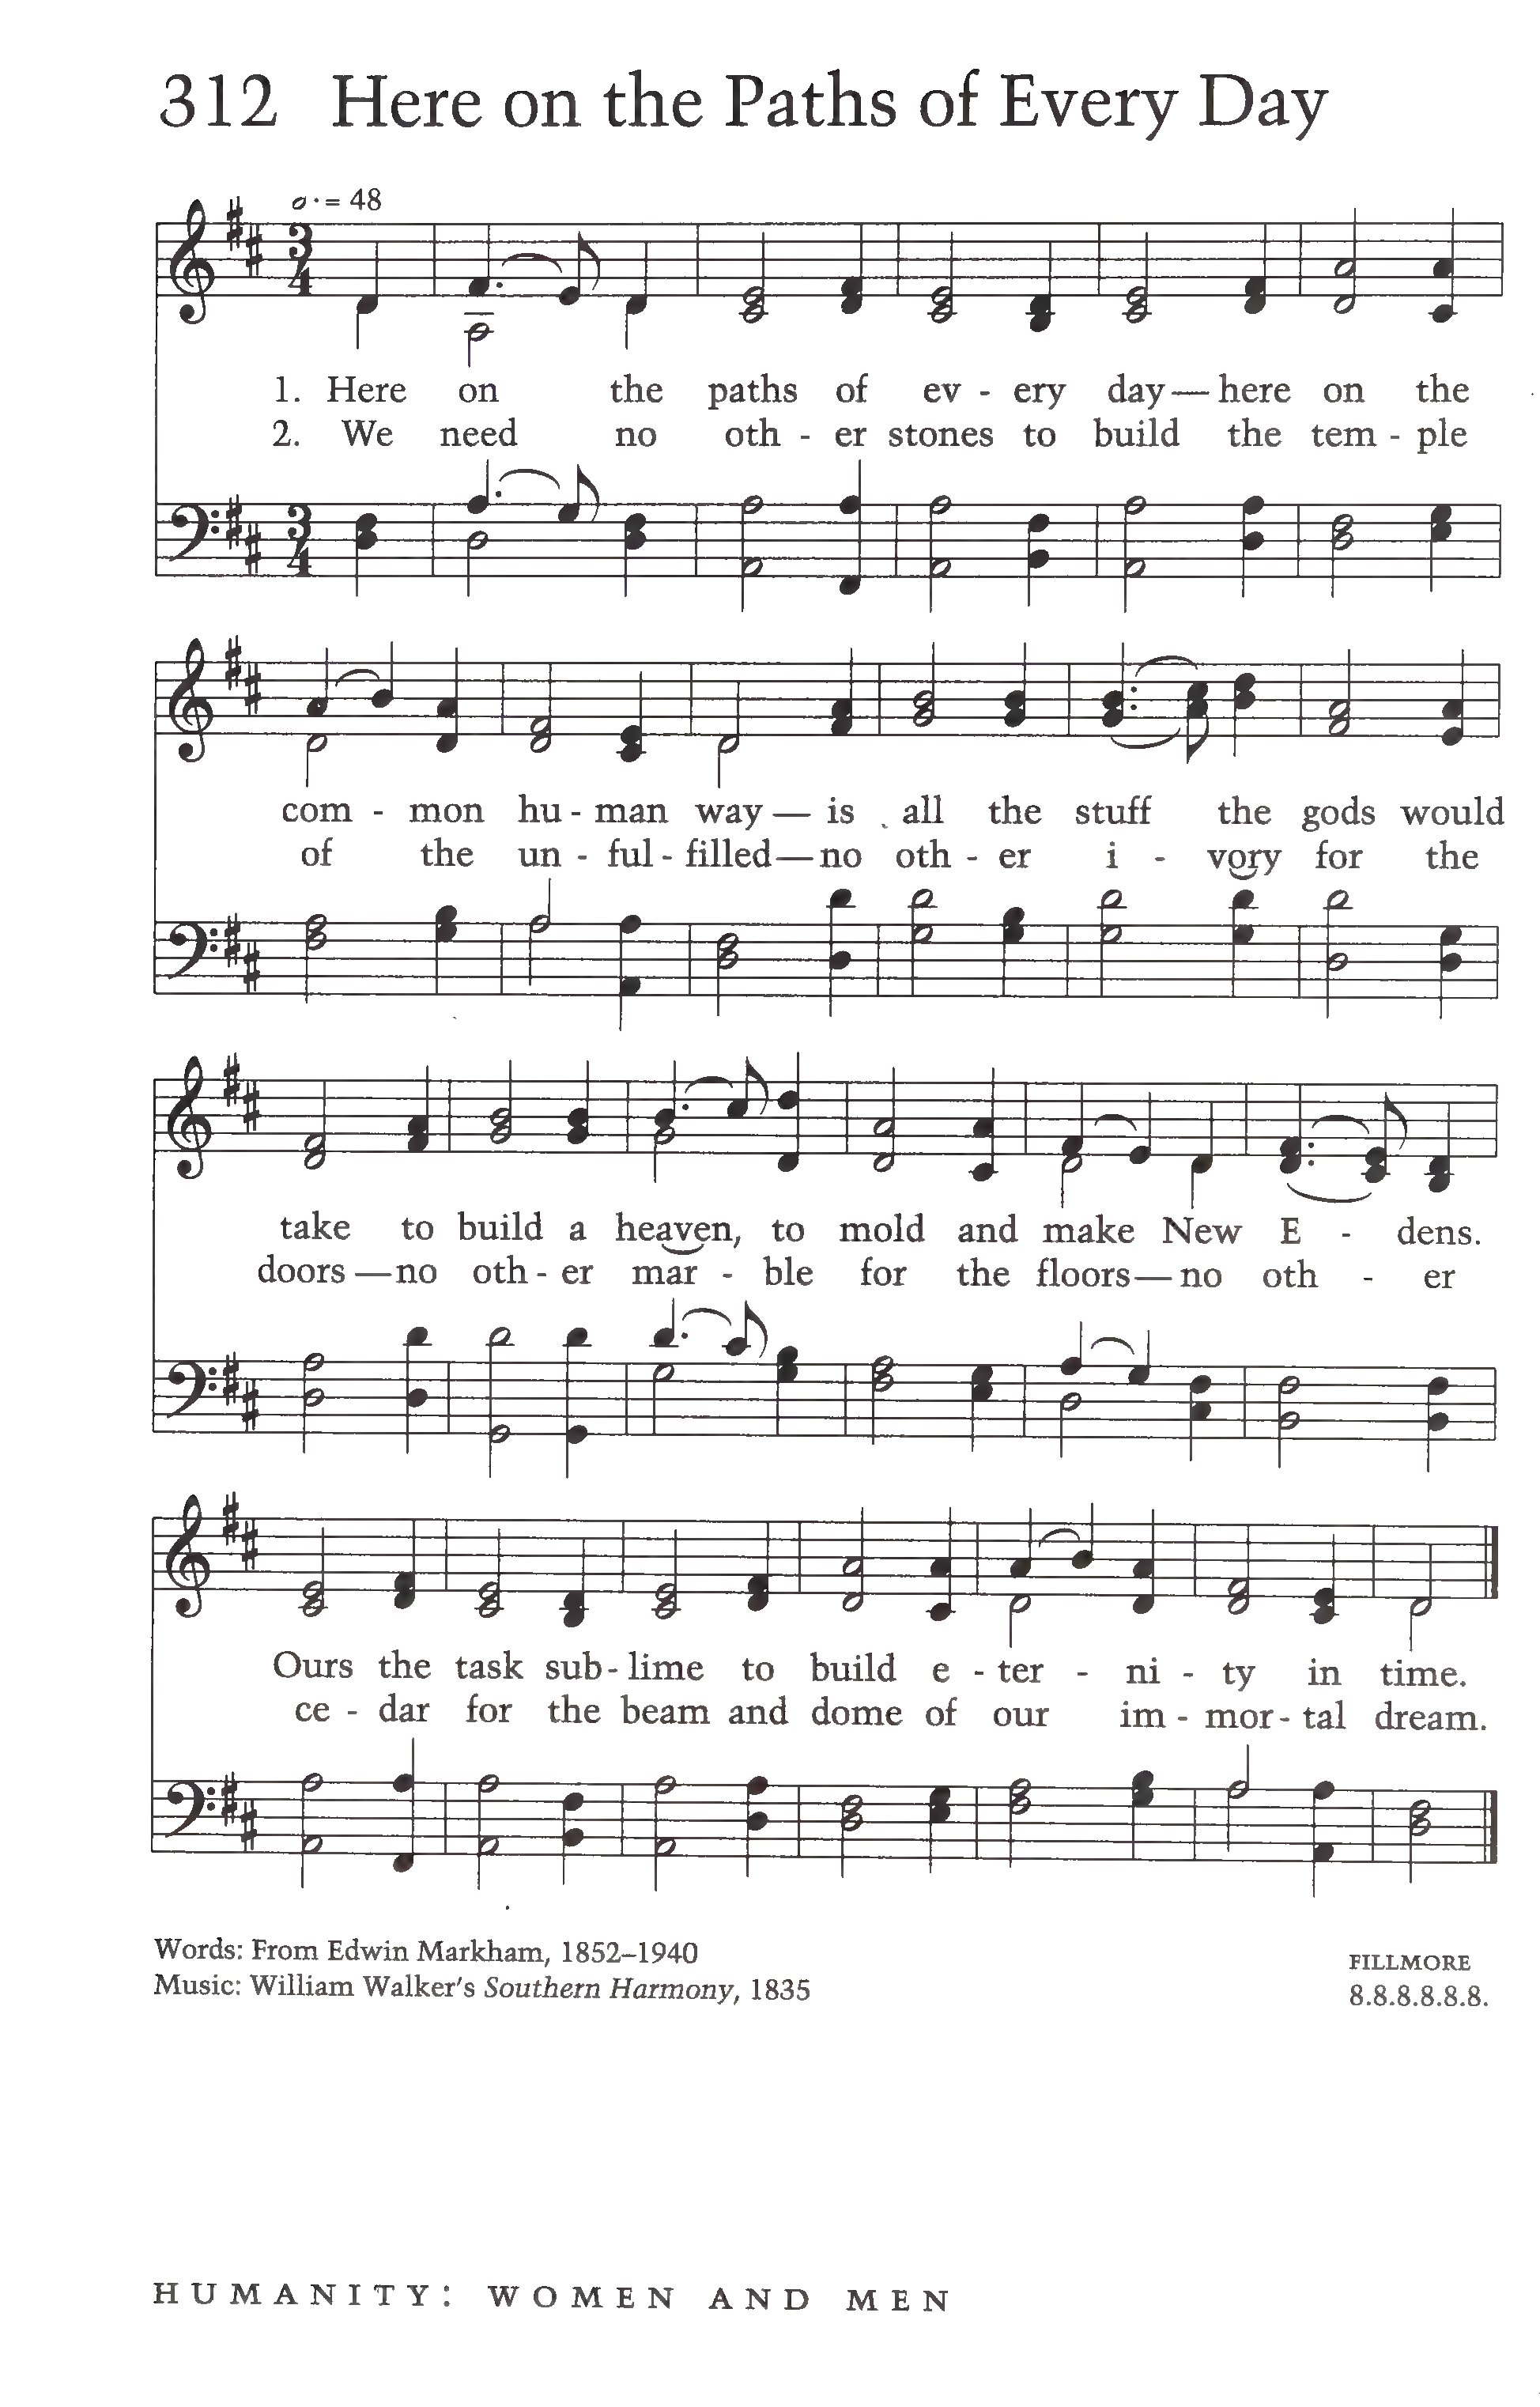 312 Here on the Paths of Every Day
𝅗𝅥. = 48
1. Here on the paths of ev - ery day — here on the
2. We need no oth - er stones to build the tem - ple
com - mon hu - man way — is all the stuff the gods would
of the un - ful - filled — no oth - er i - vory for the
take to build a heaven, to mold and make New E - dens.
doors — no oth - er mar - ble for the floors — no oth - er
Ours the task sub - lime to build e - ter - ni - ty in time.
ce - dar for the beam and dome of our im - mor - tal dream.
Words: From Edwin Markham, 1852–1940
Music: William Walker's Southern Harmony, 1835
FILLMORE
8.8.8.8.8.8.
HUMANITY: WOMEN AND MEN